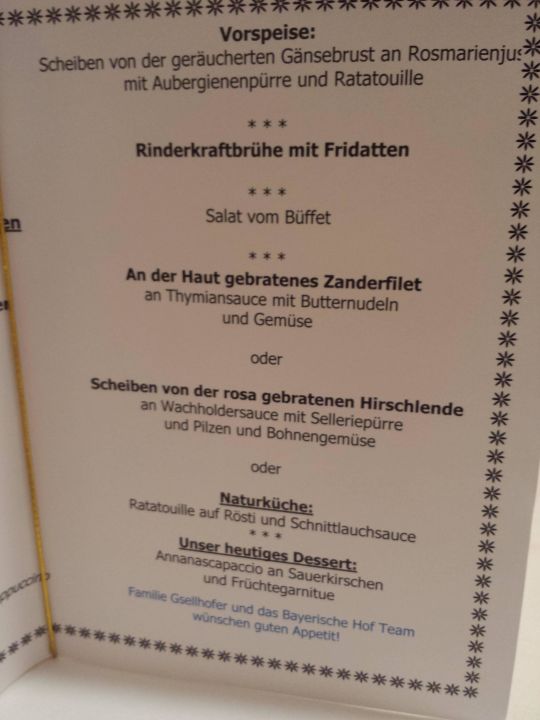 Vorspeise:
Scheiben von der geräucherten Gänsebrust an Rosmarienjus
mit Aubergienenpürre und Ratatouille
* * *
Rinderkraftbrühe mit Fridatten
* * *
Salat vom Büffet
* * *
An der Haut gebratenes Zanderfilet
an Thymiansauce mit Butternudeln
und Gemüse
oder
Scheiben von der rosa gebratenen Hirschlende
an Wachholdersauce mit Selleriepürre
und Pilzen und Bohnengemüse
oder
Naturküche:
Ratatouille auf Rösti und Schnittlauchsauce
* * *
Unser heutiges Dessert:
Annanascapaccio an Sauerkirschen
und Früchtegarnitue
Familie Gsellhofer und das Bayerische Hof Team
wünschen guten Appetit!